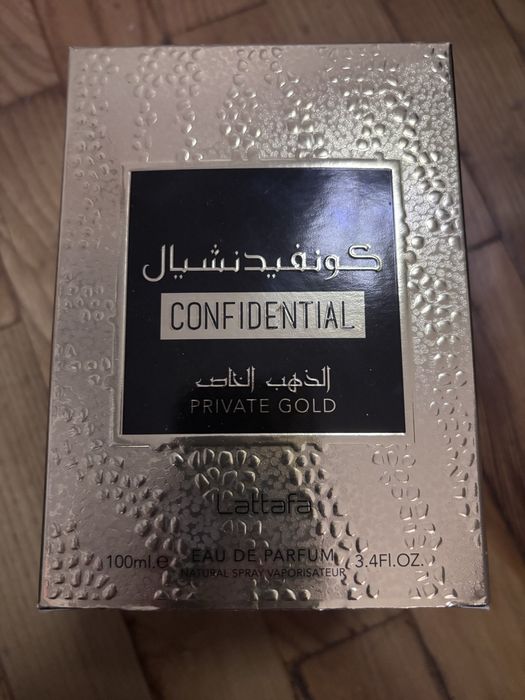 كونفيدنشيال
CONFIDENTIAL
الذهب الخاص
PRIVATE GOLD
Lattafa
100ml.e EAU DE PARFUM 3.4Fl.OZ.
NATURAL SPRAY VAPORISATEUR